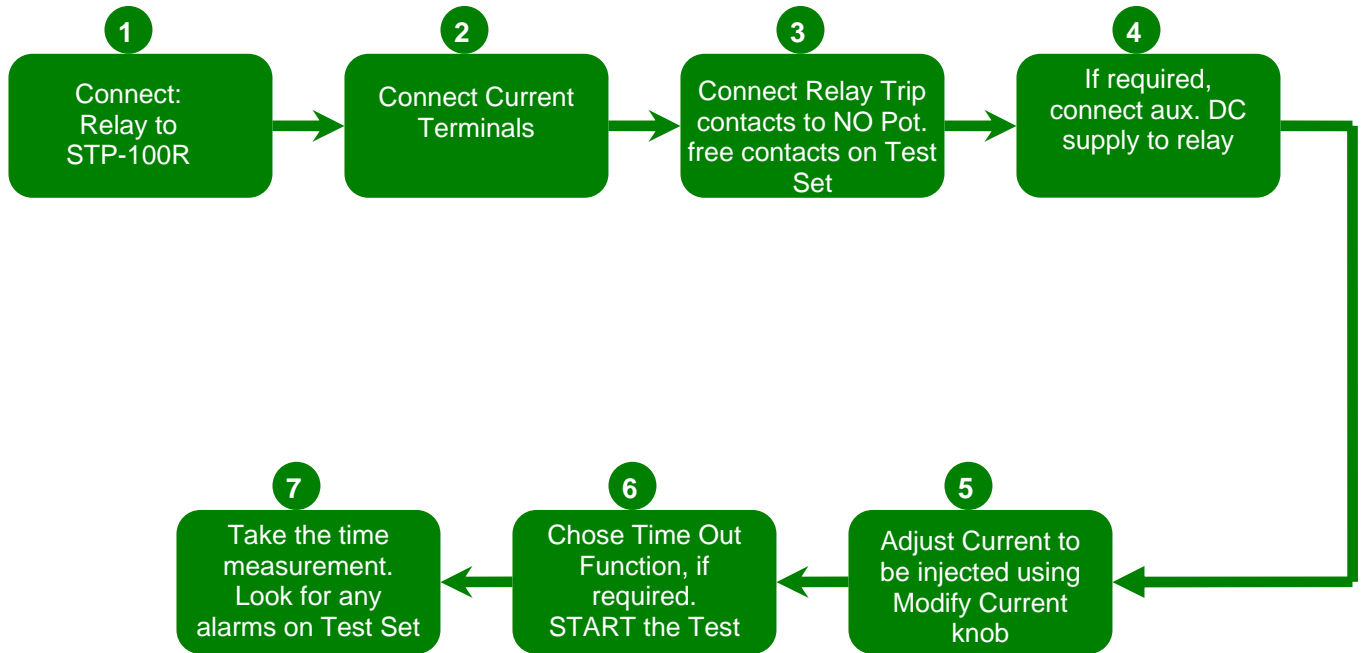 1
Connect:
Relay to
STP-100R
2
Connect Current
Terminals
3
Connect Relay Trip
contacts to NO Pot.
free contacts on Test
Set
4
If required,
connect aux. DC
supply to relay
5
Adjust Current to
be injected using
Modify Current
knob
6
Chose Time Out
Function, if
required.
START the Test
7
Take the time
measurement.
Look for any
alarms on Test Set